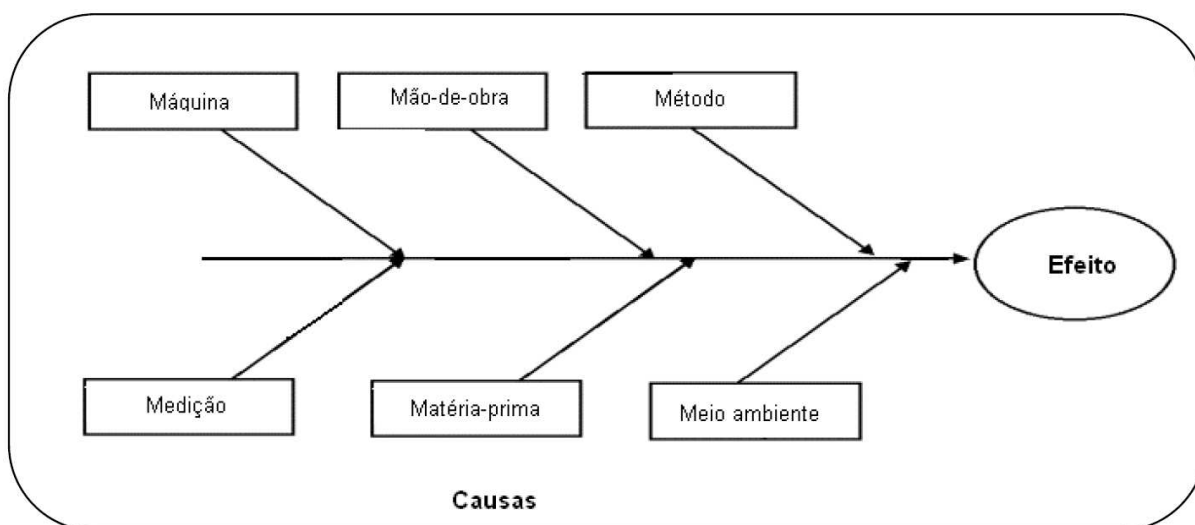 Máquina
Mão-de-obra
Método
Efeito
Medição
Matéria-prima
Meio ambiente
Causas